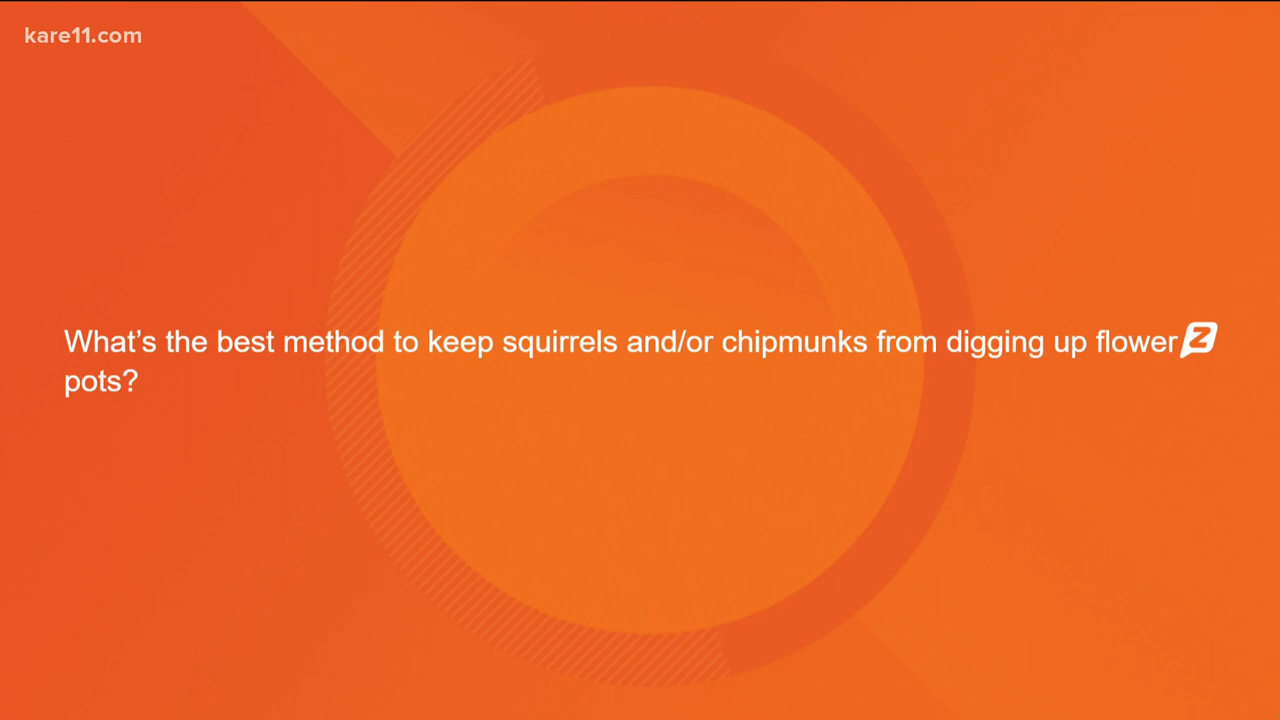 kare11.com
What’s the best method to keep squirrels and/or chipmunks from digging up flower
pots?